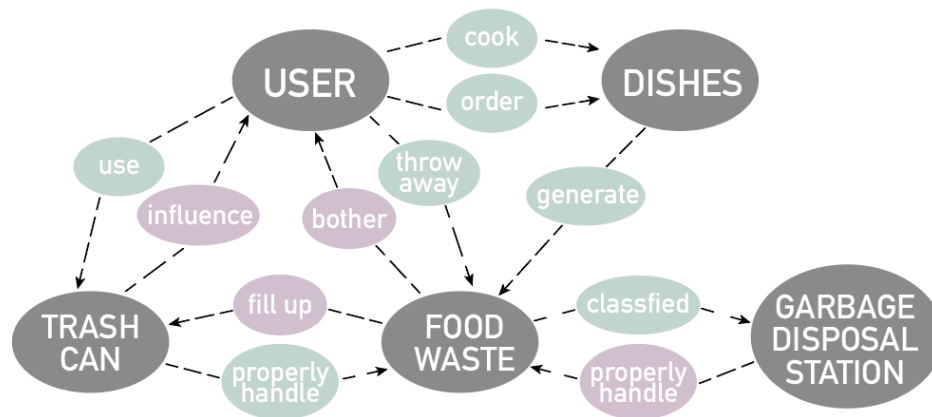 cook
USER
DISHES
order
use
throw
away
influence
bother
generate
fill up
classfied
TRASH
CAN
FOOD
WASTE
GARBAGE
DISPOSAL
STATION
properly
handle
properly
handle